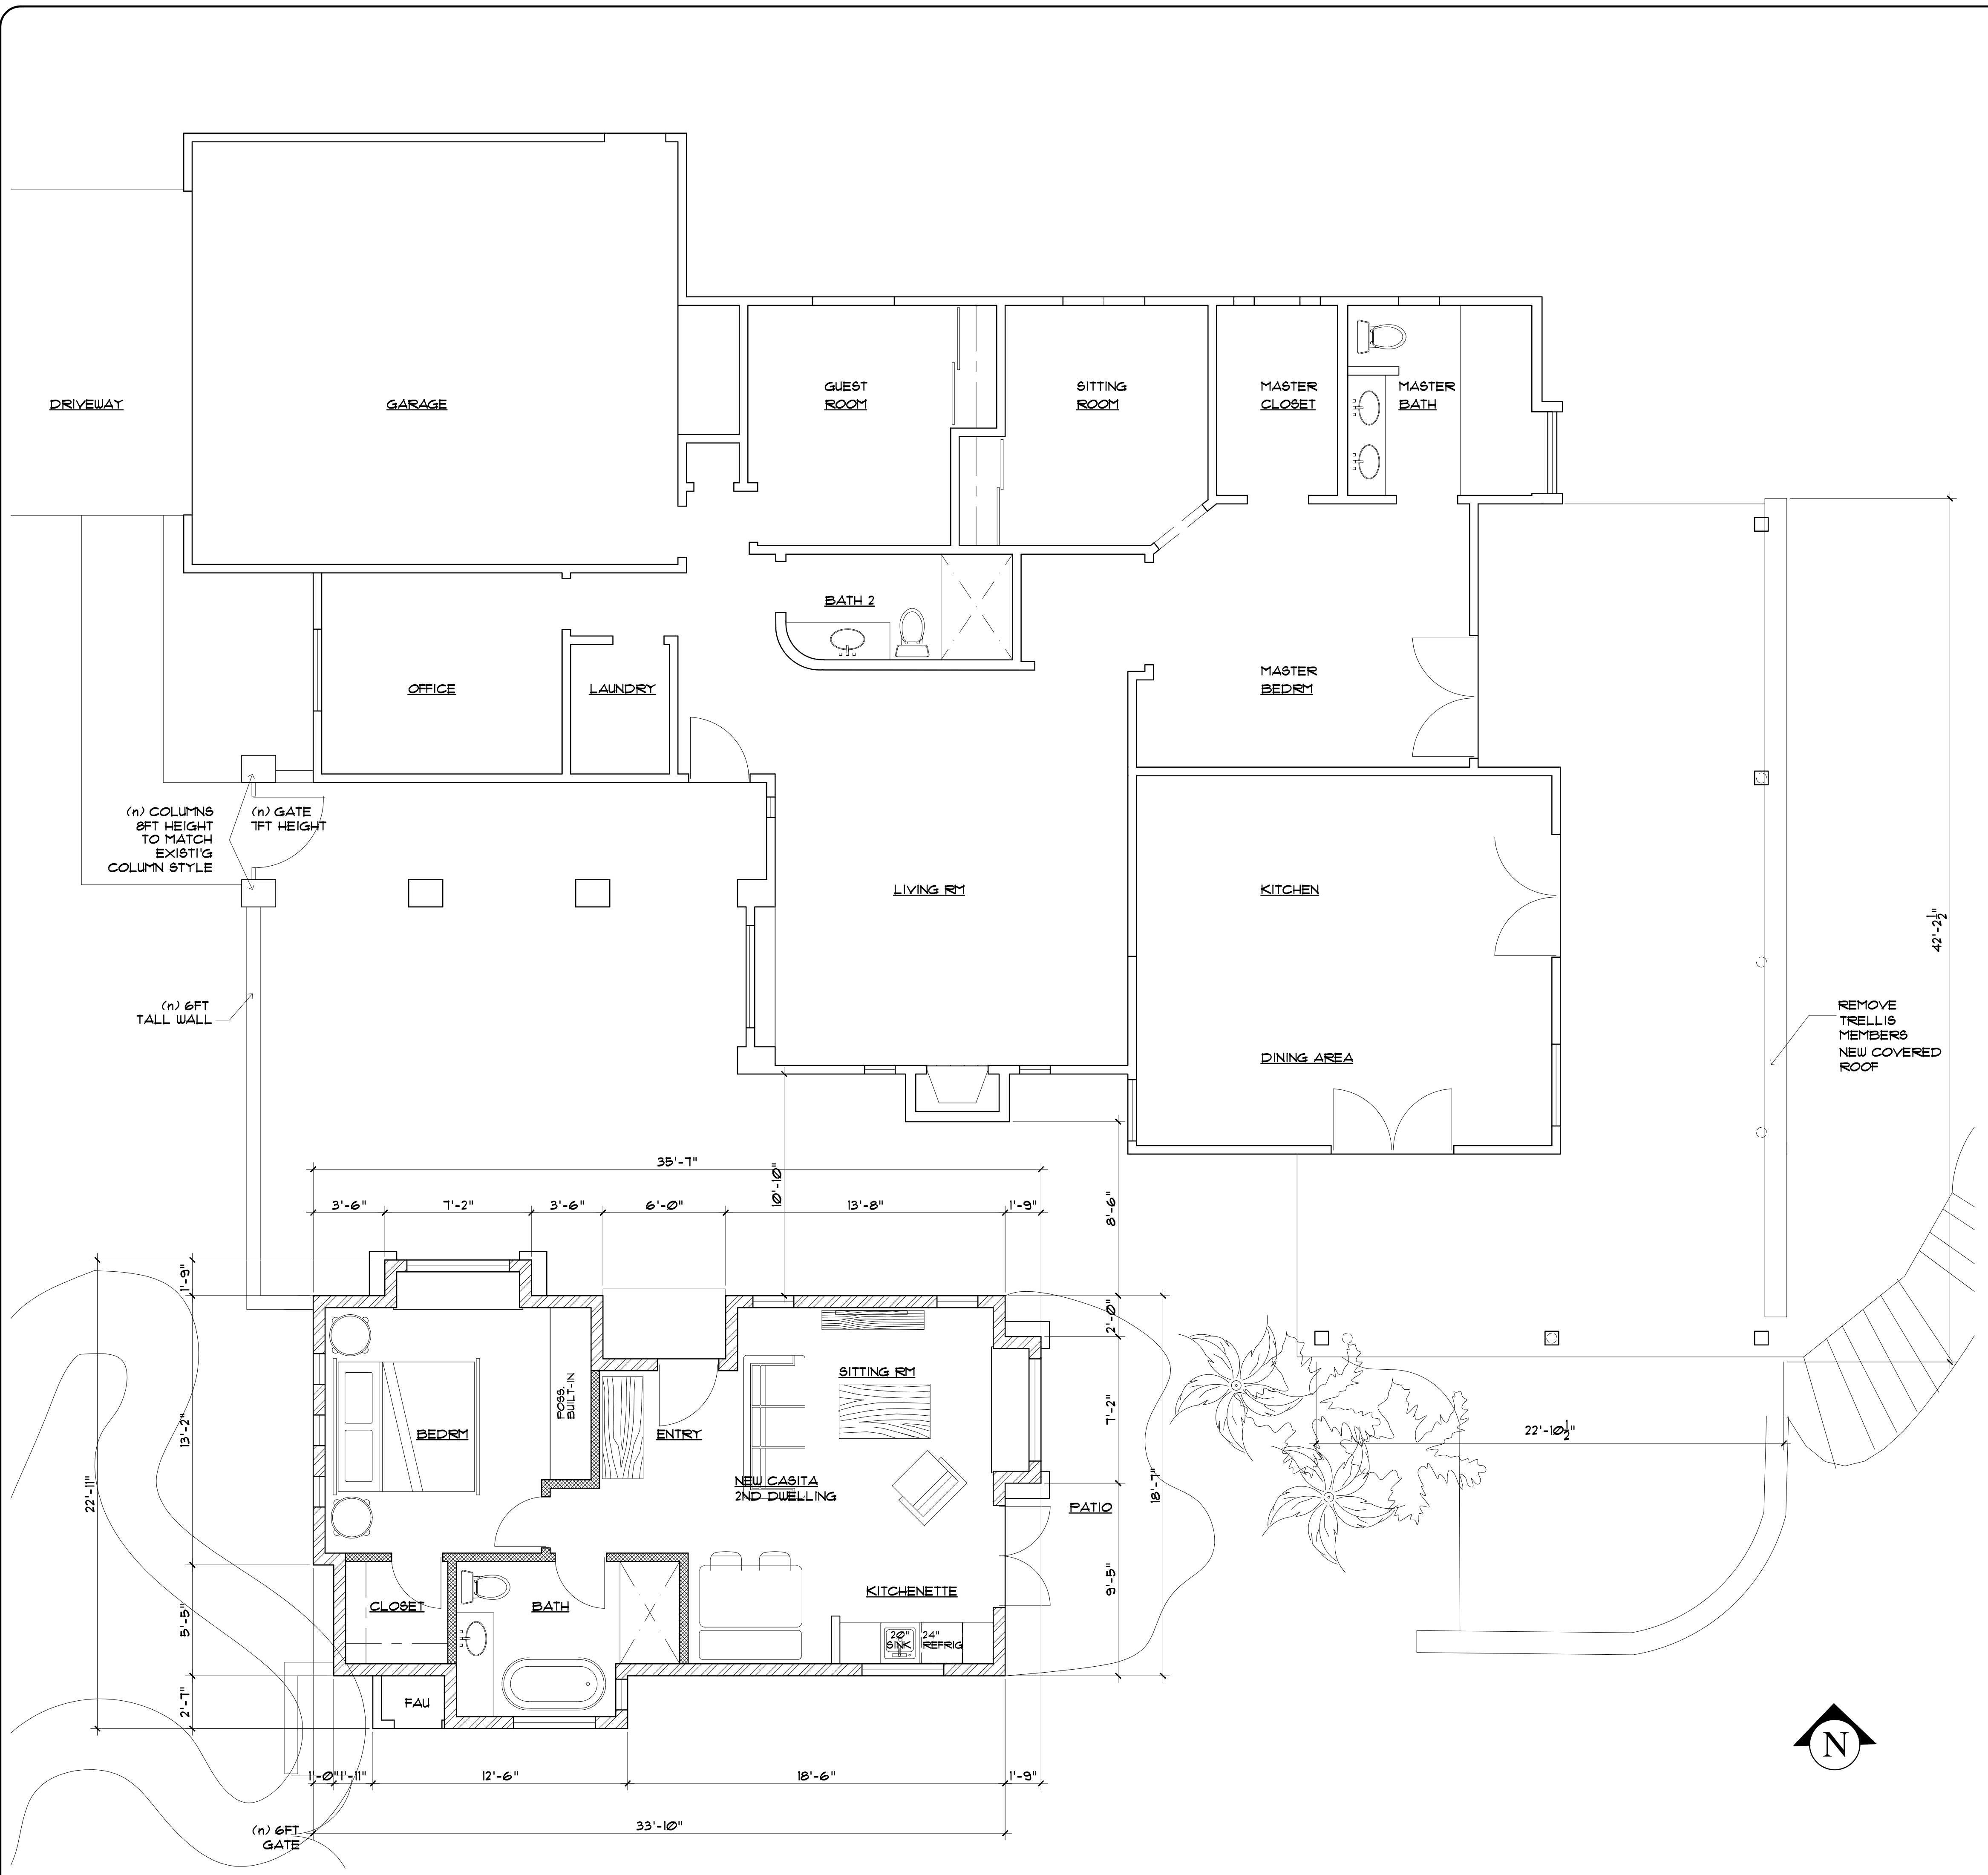 GUEST
ROOM
SITTING
ROOM
MASTER
CLOSET
MASTER
BATH
DRIVEWAY
GARAGE
BATH 2
OFFICE
LAUNDRY
MASTER
BEDRM
(n) COLUMNS
8FT HEIGHT
TO MATCH
EXISTI'G
COLUMN STYLE
(n) GATE
7FT HEIGHT
LIVING RM
KITCHEN
42'-2½"
(n) 6FT
TALL WALL
REMOVE
TRELLIS
MEMBERS
NEW COVERED
ROOF
DINING AREA
35'-7"
10'-10"
8'-6"
3'-6"
7'-2"
3'-6"
6'-0"
13'-8"
1'-9"
1'-9"
2'-0"
13'-2"
22'-11"
BEDRM
POSS.
BUILT-IN
ENTRY
SITTING RM
7'-2"
18'-7"
22'-10½"
NEW CASITA
2ND DWELLING
PATIO
9'-5"
KITCHENETTE
5'-5"
CLOSET
BATH
20"
SINK
24"
REFRIG
2'-7"
FAU
1'-0"
1'-11"
12'-6"
18'-6"
1'-9"
33'-10"
(n) 6FT
GATE
N